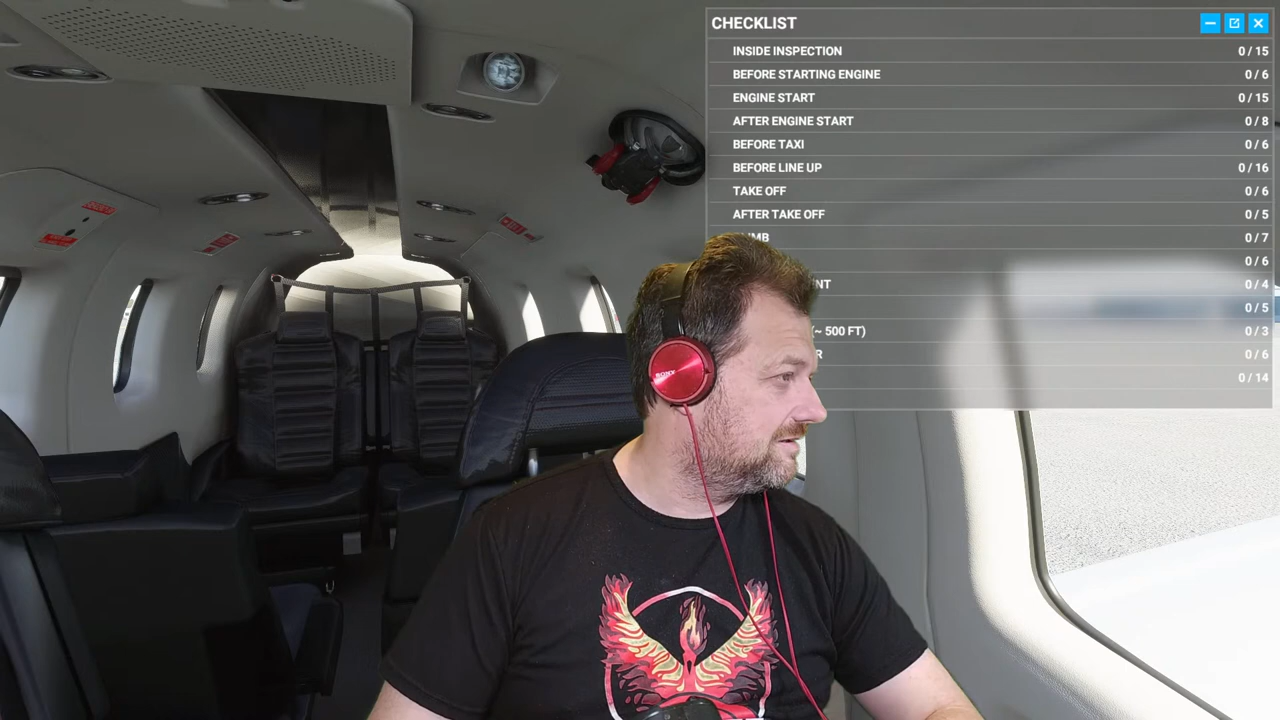 CHECKLIST
INSIDE INSPECTION 0 / 15
BEFORE STARTING ENGINE 0 / 6
ENGINE START 0 / 15
AFTER ENGINE START 0 / 8
BEFORE TAXI 0 / 6
BEFORE LINE UP 0 / 16
TAKE OFF 0 / 6
AFTER TAKE OFF 0 / 5
0 / 7
0 / 6
0 / 4
0 / 5
(~ 500 FT) 0 / 3
0 / 6
0 / 14
SONY